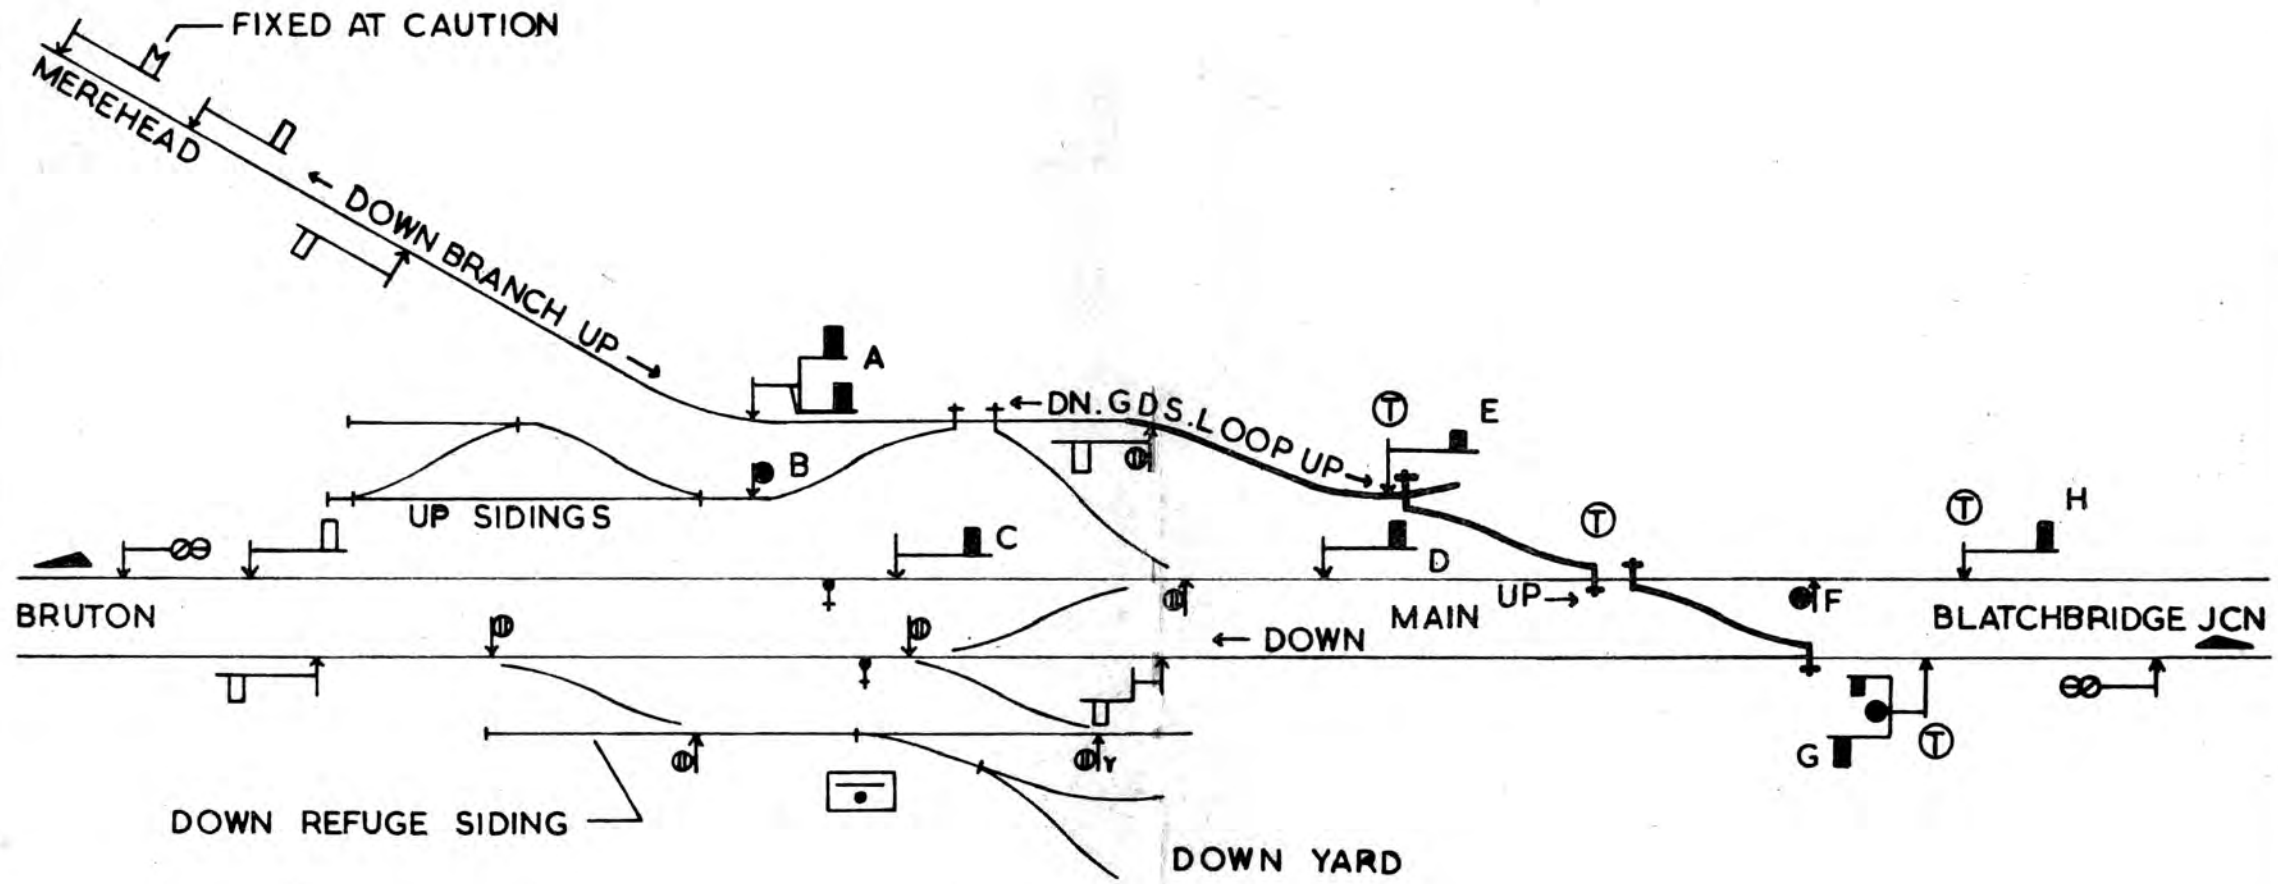 FIXED AT CAUTION
MEREHEAD
← DOWN BRANCH UP →
A
← DN. GDS. LOOP UP →
T
E
B
UP SIDINGS
C
D
T
T
H
BRUTON
UP →
MAIN
F
BLATCHBRIDGE JCN
← DOWN
G
T
Y
DOWN REFUGE SIDING
DOWN YARD